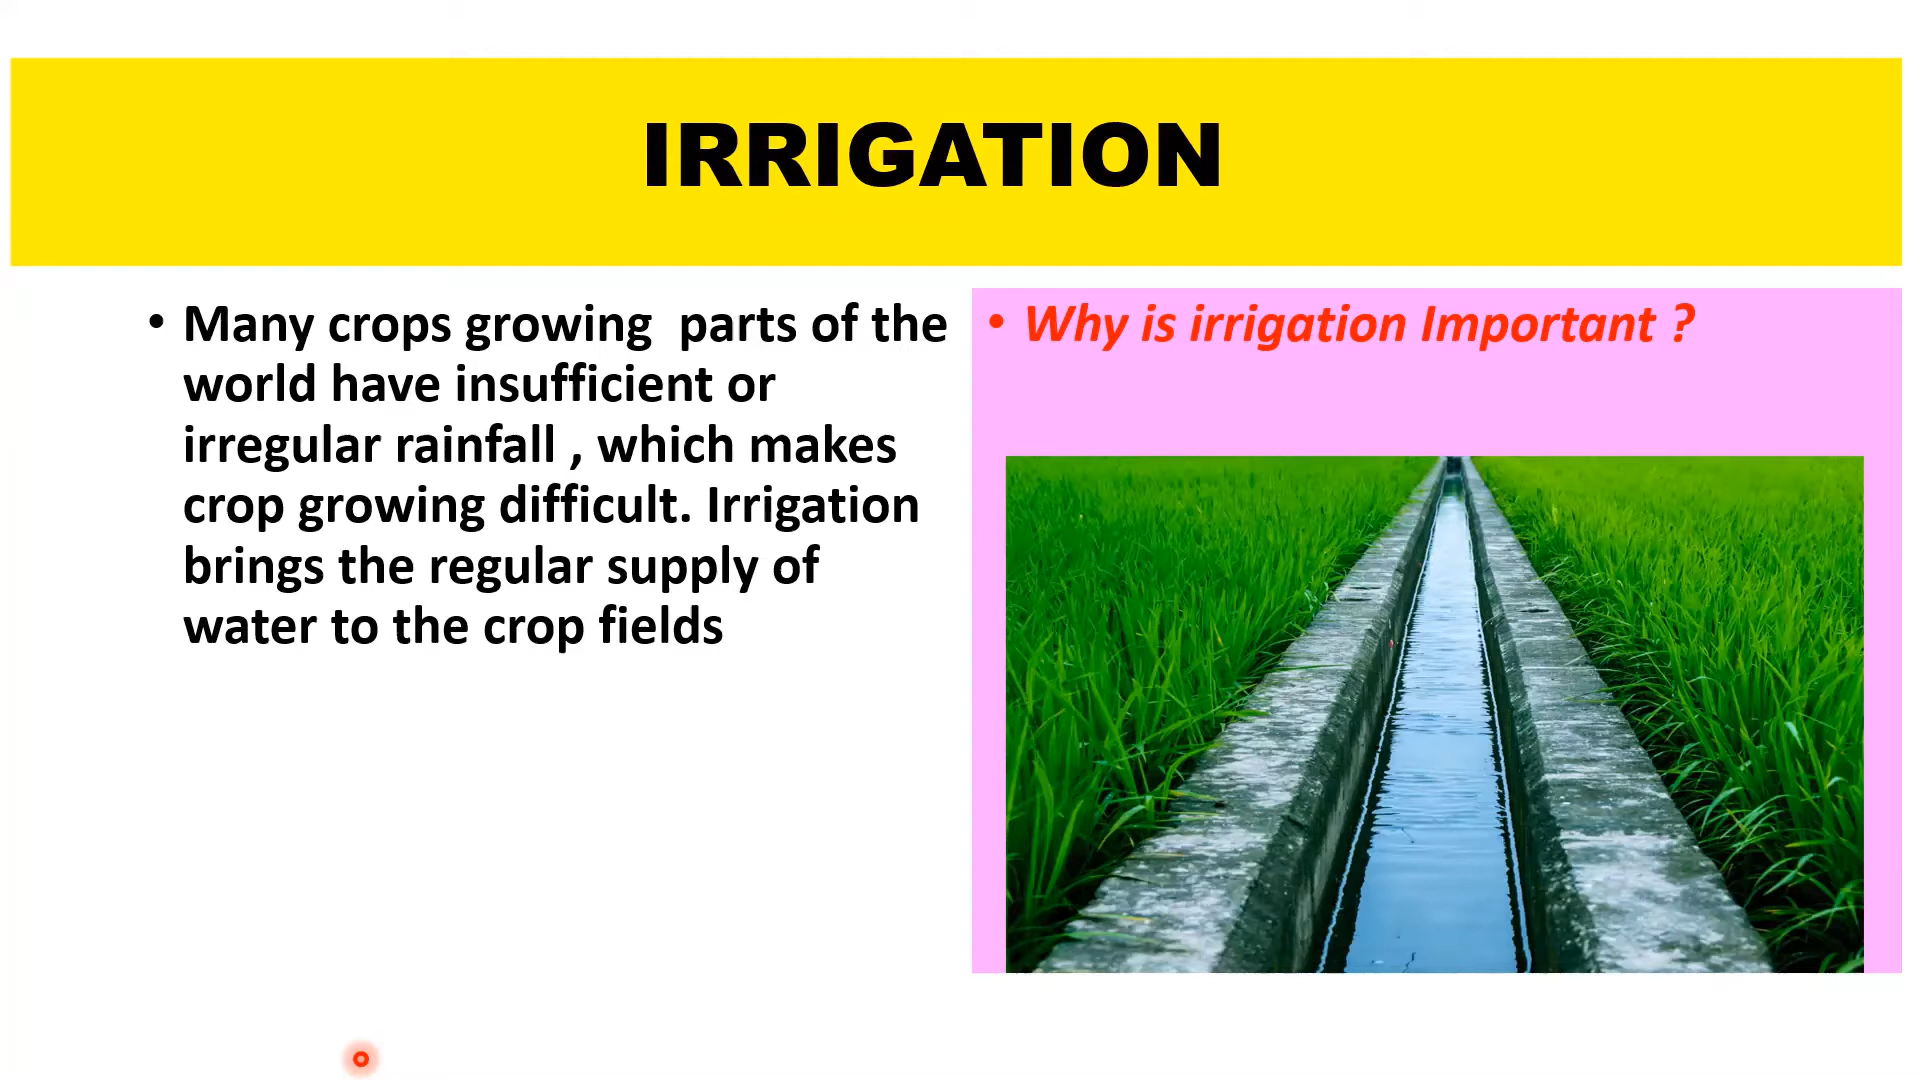 IRRIGATION
• Many crops growing  parts of the
world have insufficient or
irregular rainfall , which makes
crop growing difficult. Irrigation
brings the regular supply of
water to the crop fields
• Why is irrigation Important ?